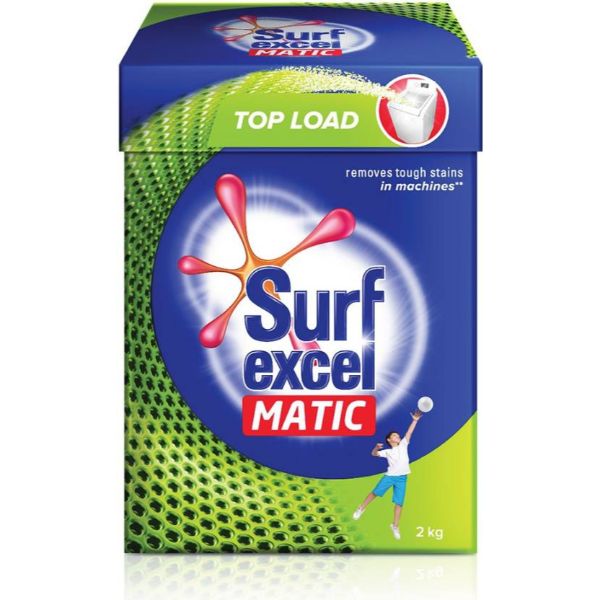 Surf
excel
MATIC
TOP LOAD
removes tough stains
in machines**
Surf
excel
MATIC
2 kg